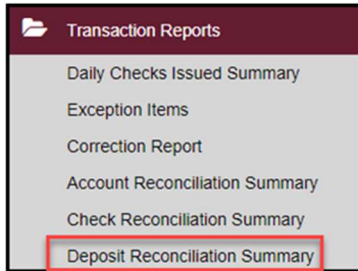 Transaction Reports
Daily Checks Issued Summary
Exception Items
Correction Report
Account Reconciliation Summary
Check Reconciliation Summary
Deposit Reconciliation Summary